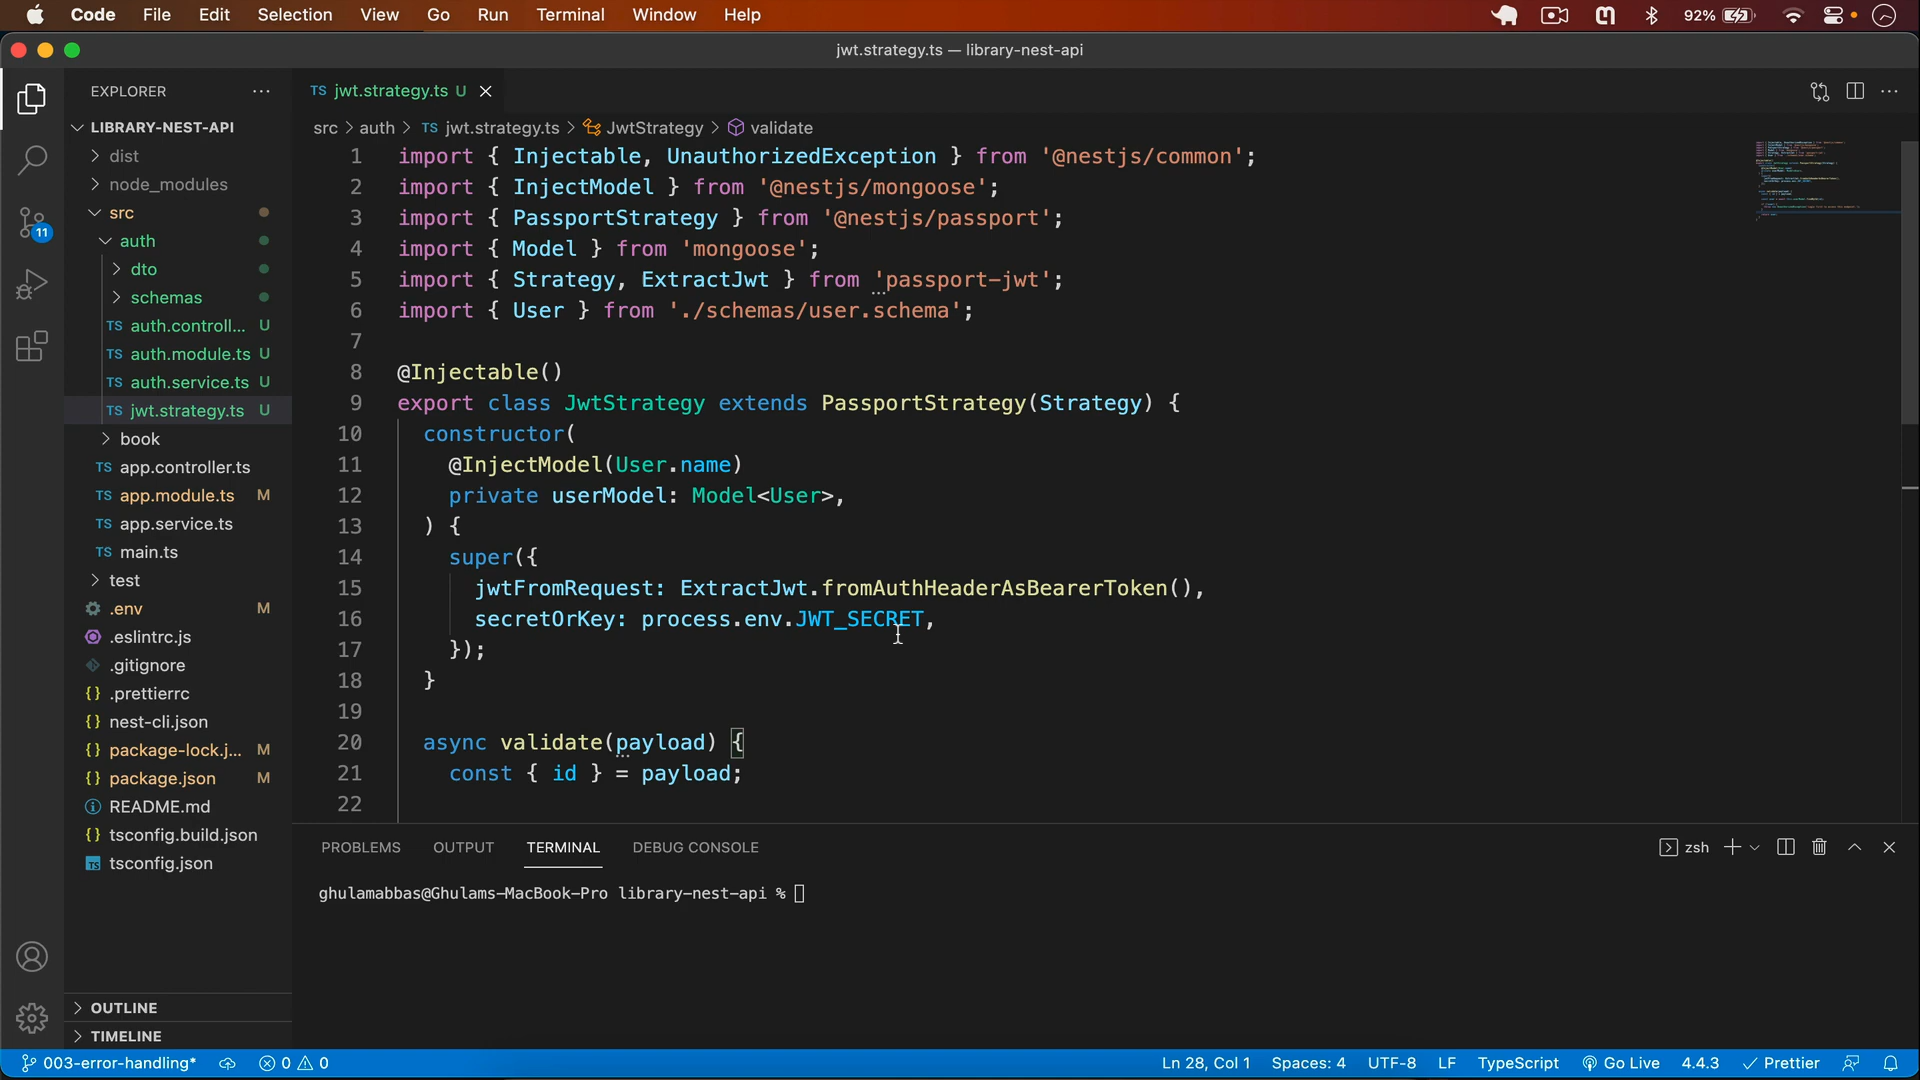 Code File Edit Selection View Go Run Terminal Window Help 92%
jwt.strategy.ts — library-nest-api
EXPLORER
LIBRARY-NEST-API
dist
node_modules
src
auth
dto
schemas
auth.controll... U
auth.module.ts U
auth.service.ts U
jwt.strategy.ts U
book
app.controller.ts
app.module.ts M
app.service.ts
main.ts
test
.env M
.eslintrc.js
.gitignore
.prettierrc
nest-cli.json
package-lock.j... M
package.json M
README.md
tsconfig.build.json
tsconfig.json
OUTLINE
TIMELINE
11
TS jwt.strategy.ts U
src > auth > TS jwt.strategy.ts > JwtStrategy > validate
1 import { Injectable, UnauthorizedException } from '@nestjs/common';
2 import { InjectModel } from '@nestjs/mongoose';
3 import { PassportStrategy } from '@nestjs/passport';
4 import { Model } from 'mongoose';
5 import { Strategy, ExtractJwt } from 'passport-jwt';
6 import { User } from './schemas/user.schema';
7
8 @Injectable()
9 export class JwtStrategy extends PassportStrategy(Strategy) {
10 constructor(
11 @InjectModel(User.name)
12 private userModel: Model<User>,
13 ) {
14 super({
15 jwtFromRequest: ExtractJwt.fromAuthHeaderAsBearerToken(),
16 secretOrKey: process.env.JWT_SECRET,
17 });
18 }
19
20 async validate(payload) {
21 const { id } = payload;
22
PROBLEMS OUTPUT TERMINAL DEBUG CONSOLE zsh
ghulamabbas@Ghulams-MacBook-Pro library-nest-api %
003-error-handling* 0 0 Ln 28, Col 1 Spaces: 4 UTF-8 LF TypeScript Go Live 4.4.3 Prettier